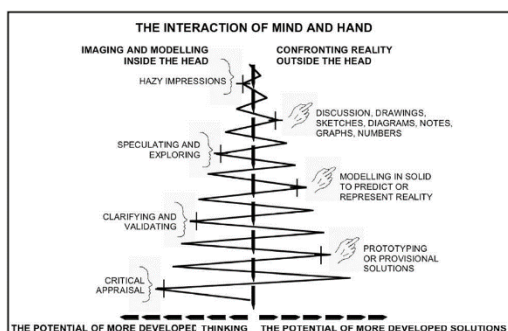 THE INTERACTION OF MIND AND HAND
IMAGING AND MODELLING
INSIDE THE HEAD
CONFRONTING REALITY
OUTSIDE THE HEAD
HAZY IMPRESSIONS
DISCUSSION, DRAWINGS,
SKETCHES, DIAGRAMS, NOTES,
GRAPHS, NUMBERS
SPECULATING AND
EXPLORING
MODELLING IN SOLID
TO PREDICT OR
REPRESENT REALITY
CLARIFYING AND
VALIDATING
PROTOTYPING
OR PROVISIONAL
SOLUTIONS
CRITICAL
APPRAISAL
THE POTENTIAL OF MORE DEVELOPED THINKING
THE POTENTIAL OF MORE DEVELOPED SOLUTIONS